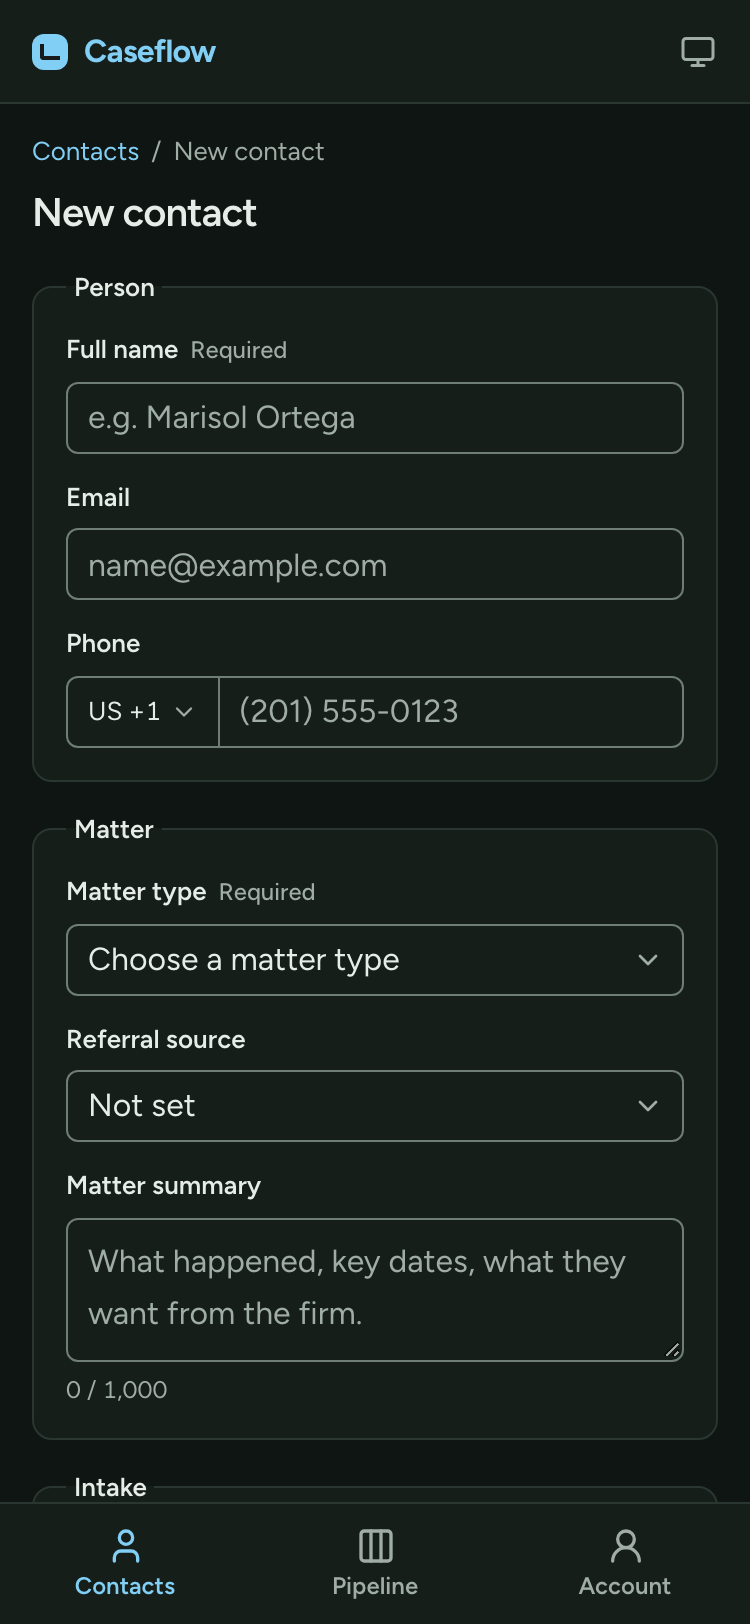 Caseflow
Contacts / New contact
New contact
Person
Full name Required
e.g. Marisol Ortega
Email
name@example.com
Phone
US +1 (201) 555-0123
Matter
Matter type Required
Choose a matter type
Referral source
Not set
Matter summary
What happened, key dates, what they
want from the firm.
0 / 1,000
Intake
Contacts Pipeline Account